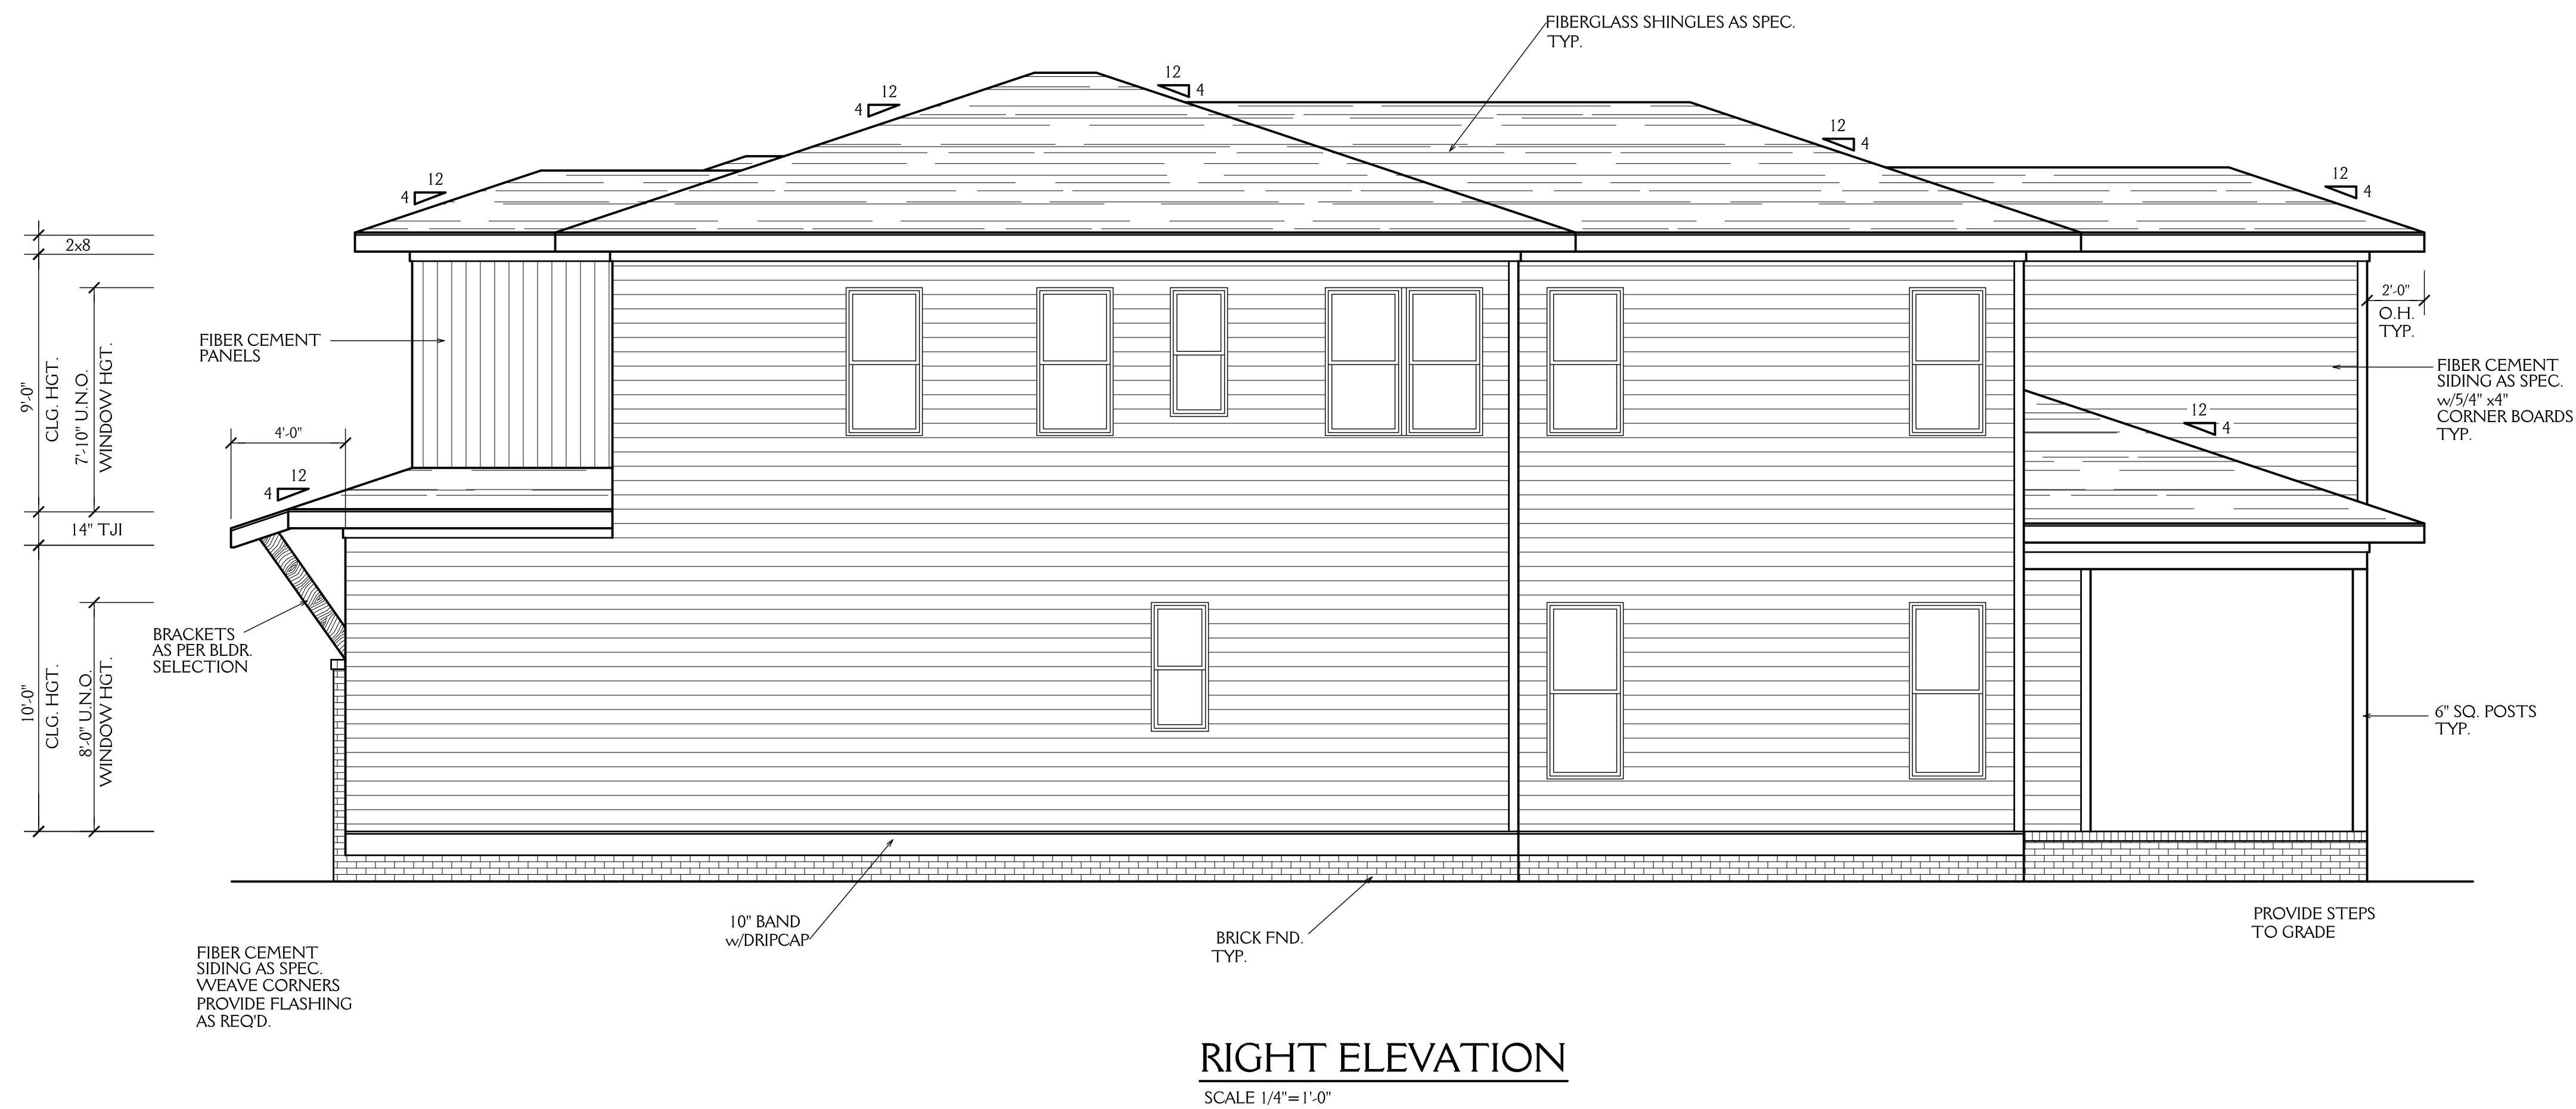 FIBERGLASS SHINGLES AS SPEC.
TYP.
12
4
12
4
12
4
12
4
12
4
2x8
9'-0"
CLG. HGT.
7'-10" U.N.O.
WINDOW HGT.
FIBER CEMENT
PANELS
2'-0"
O.H.
TYP.
FIBER CEMENT
SIDING AS SPEC.
w/5/4" x4"
CORNER BOARDS
TYP.
12
4
4'-0"
12
4
14" TJI
BRACKETS
AS PER BLDR.
SELECTION
10'-0"
CLG. HGT.
8'-0" U.N.O.
WINDOW HGT.
6" SQ. POSTS
TYP.
10" BAND
w/DRIPCAP
BRICK FND.
TYP.
PROVIDE STEPS
TO GRADE
FIBER CEMENT
SIDING AS SPEC.
WEAVE CORNERS
PROVIDE FLASHING
AS REQ'D.
RIGHT ELEVATION
SCALE 1/4"=1'-0"